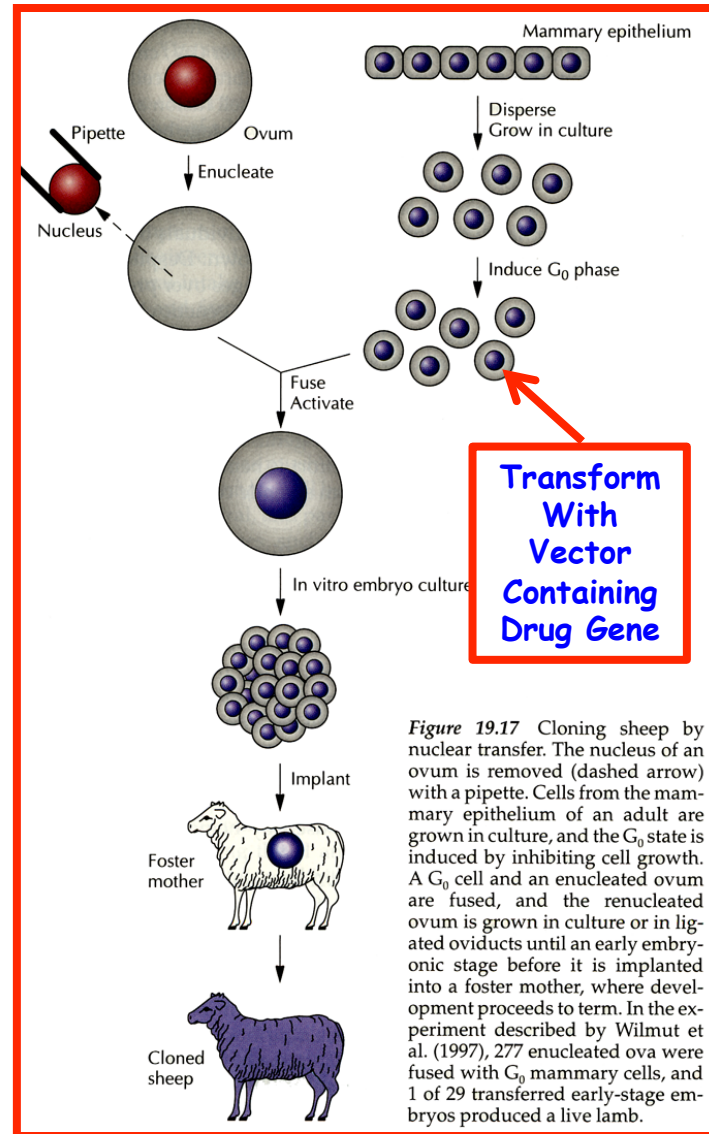 Mammary epithelium
Pipette
Ovum
Disperse
Grow in culture
Enucleate
Nucleus
Induce G₀ phase
Fuse
Activate
Transform
With
Vector
Containing
Drug Gene
In vitro embryo culture
Implant
Foster
mother
Cloned
sheep
Figure 19.17 Cloning sheep by
nuclear transfer. The nucleus of an
ovum is removed (dashed arrow)
with a pipette. Cells from the mam-
mary epithelium of an adult are
grown in culture, and the G₀ state is
induced by inhibiting cell growth.
A G₀ cell and an enucleated ovum
are fused, and the renucleated
ovum is grown in culture or in lig-
ated oviducts until an early embry-
onic stage before it is implanted
into a foster mother, where devel-
opment proceeds to term. In the ex-
periment described by Wilmut et
al. (1997), 277 enucleated ova were
fused with G₀ mammary cells, and
1 of 29 transferred early-stage em-
bryos produced a live lamb.